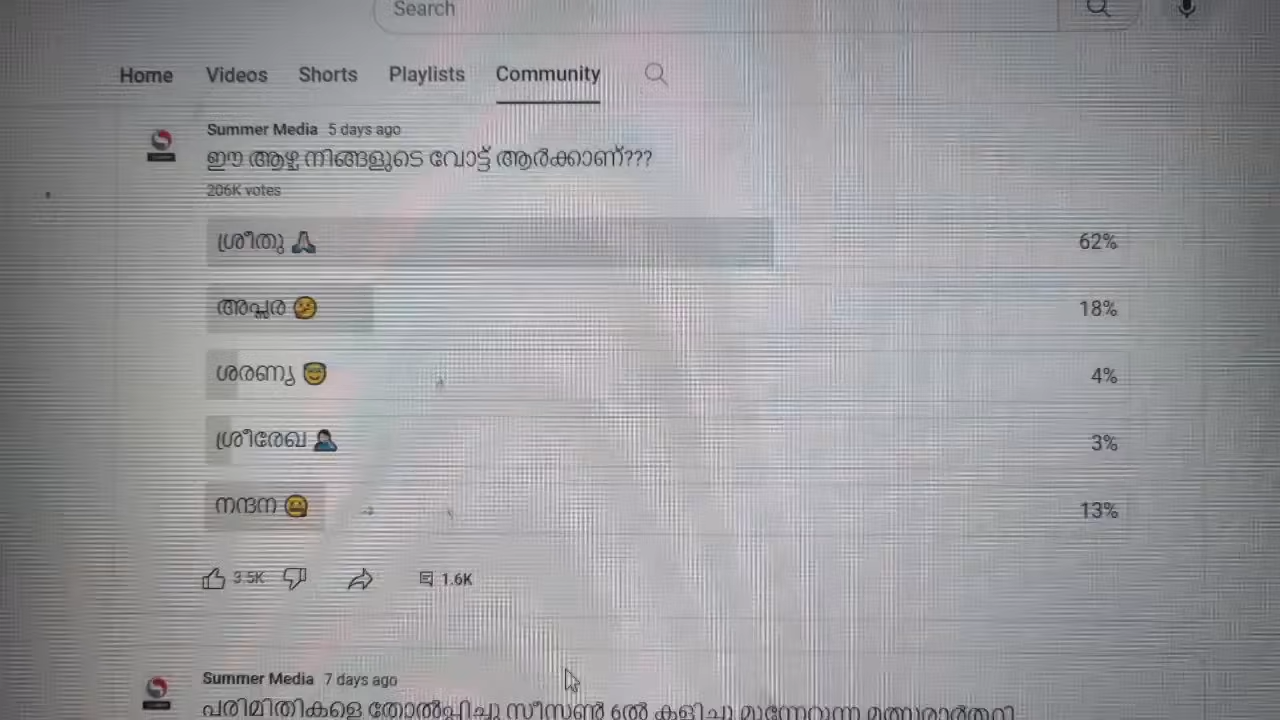 Search
Home Videos Shorts Playlists Community
Summer Media 5 days ago
ഈ ആഴ്ച നിങ്ങളുടെ വോട്ട് ആർക്കാണ്???
206K votes
ശ്രീതു 62%
അപ്സര 18%
ശരണ്യ 4%
ശ്രീരേഖ 3%
നന്ദന 13%
3.5K 1.6K
Summer Media 7 days ago
പരിമിതികളെ തോൽപ്പിച്ചു സീസൺ 6ൽ കളിച്ചു മുന്നേറുന്ന മത്സരാർത്ഥി